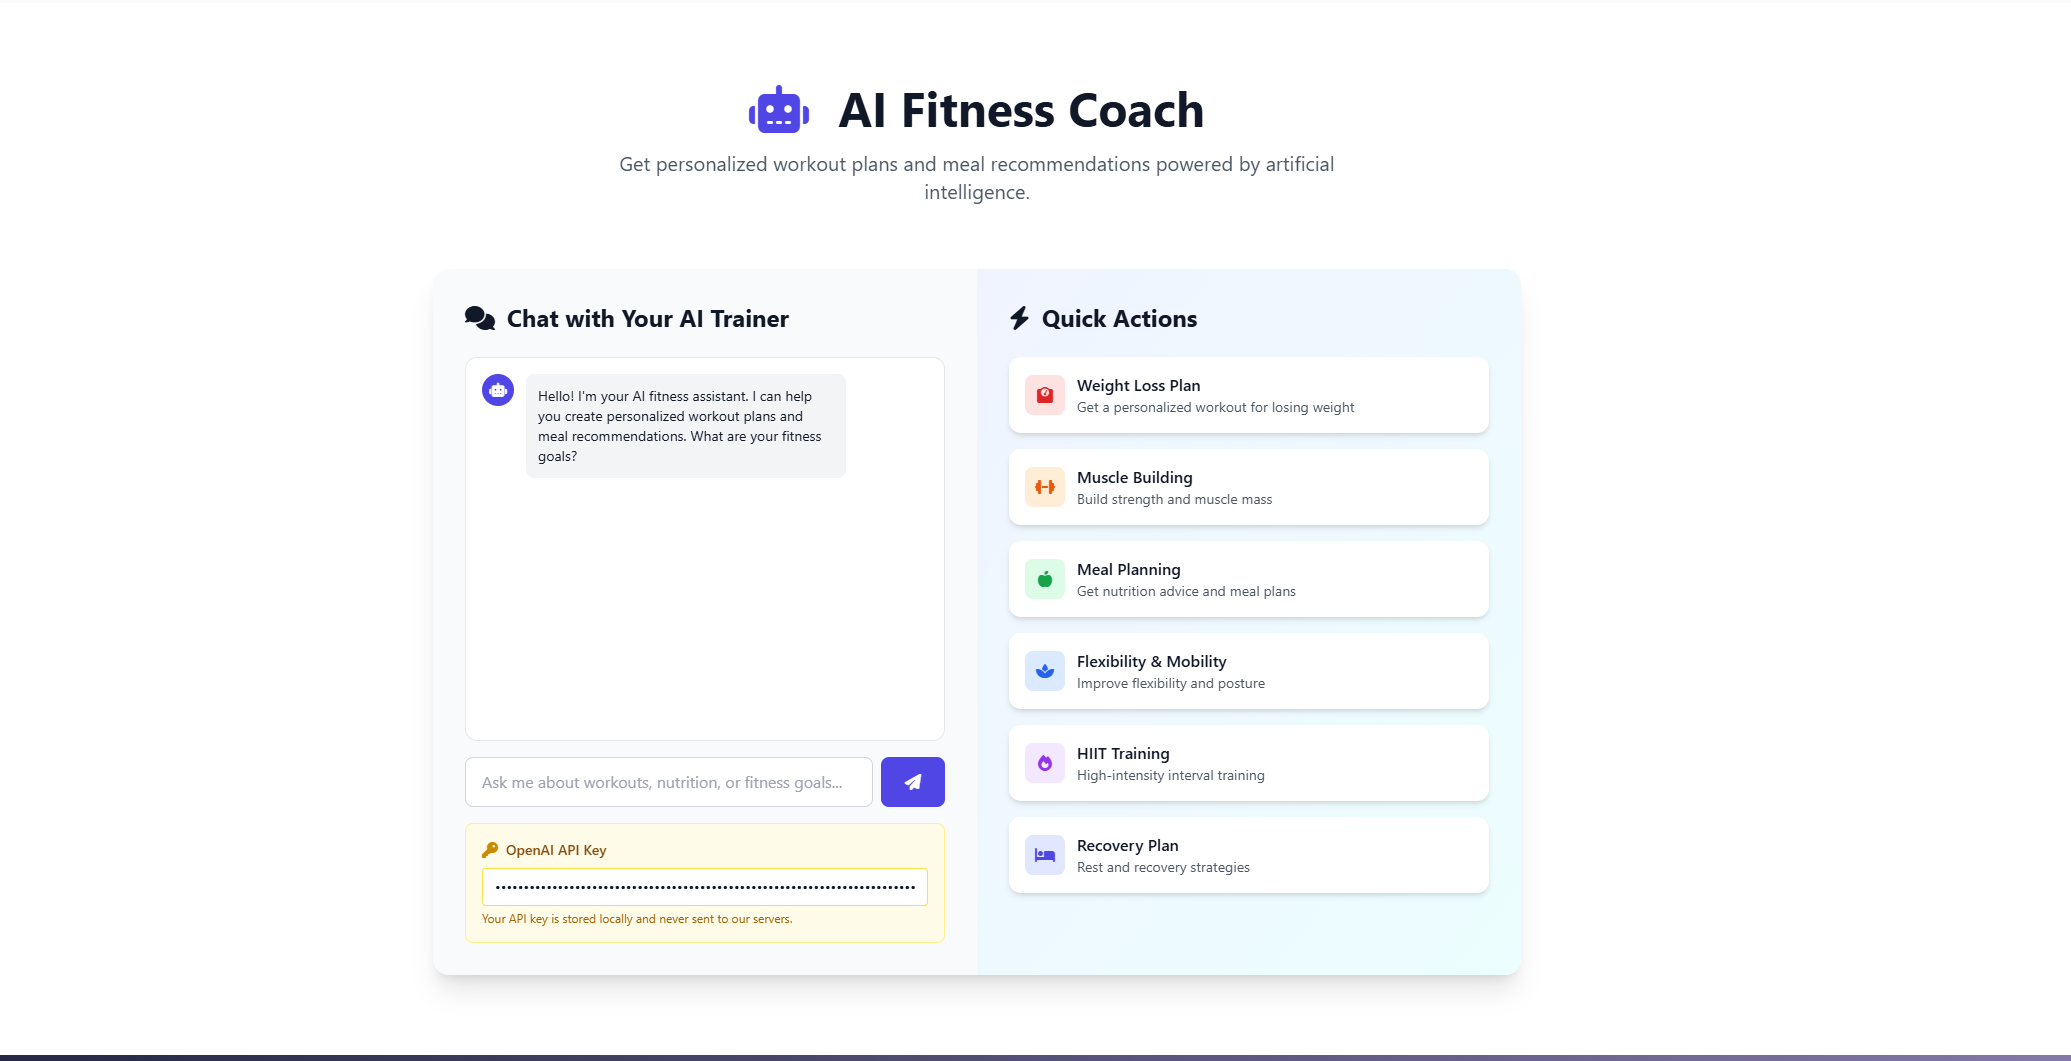 AI Fitness Coach
Get personalized workout plans and meal recommendations powered by artificial
intelligence.
Chat with Your AI Trainer
Hello! I'm your AI fitness assistant. I can help
you create personalized workout plans and
meal recommendations. What are your fitness
goals?
Ask me about workouts, nutrition, or fitness goals...
OpenAI API Key
Your API key is stored locally and never sent to our servers.
Quick Actions
Weight Loss Plan
Get a personalized workout for losing weight
Muscle Building
Build strength and muscle mass
Meal Planning
Get nutrition advice and meal plans
Flexibility & Mobility
Improve flexibility and posture
HIIT Training
High-intensity interval training
Recovery Plan
Rest and recovery strategies